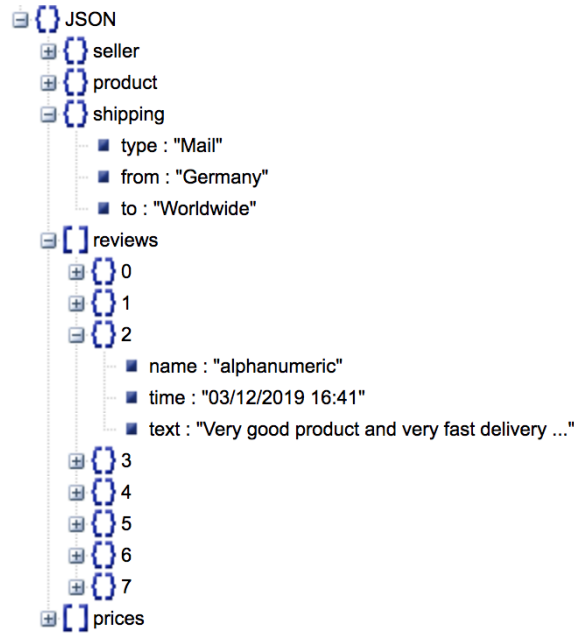 JSON
seller
product
shipping
type : "Mail"
from : "Germany"
to : "Worldwide"
reviews
0
1
2
name : "alphanumeric"
time : "03/12/2019 16:41"
text : "Very good product and very fast delivery ..."
3
4
5
6
7
prices